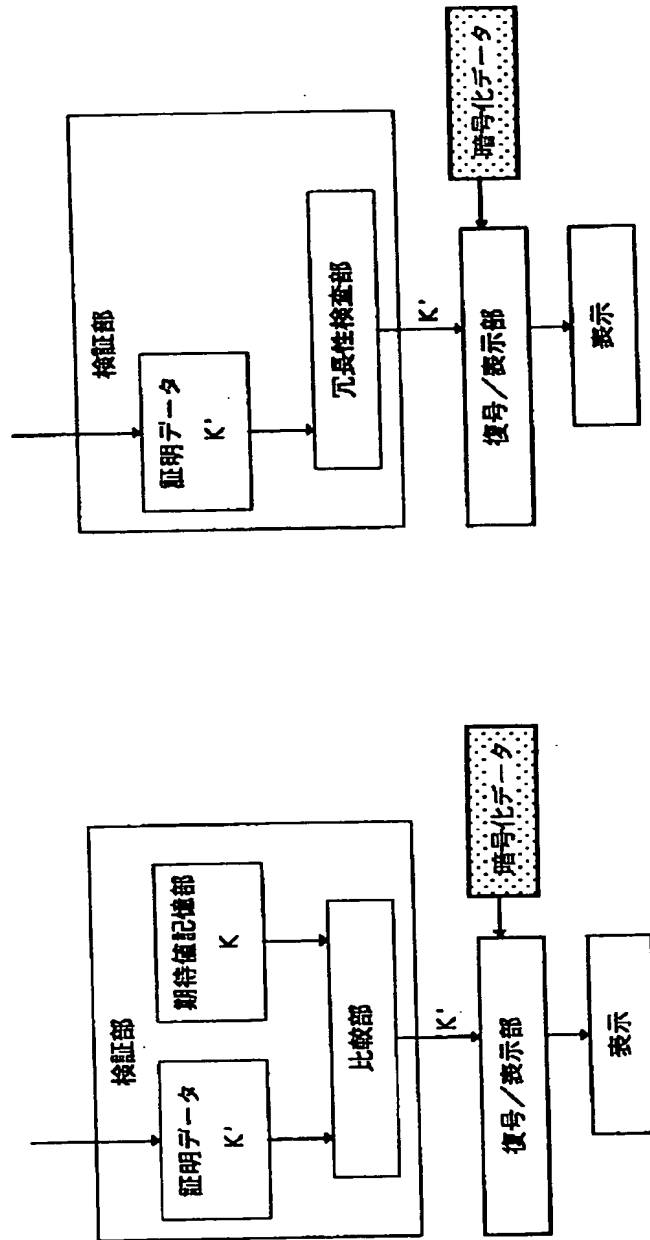 検証部
証明データ
K'
期待値記憶部
K
比較部
K'
暗号化データ
復号／表示部
表示
検証部
証明データ
K'
冗長性検査部
K'
暗号化データ
復号／表示部
表示